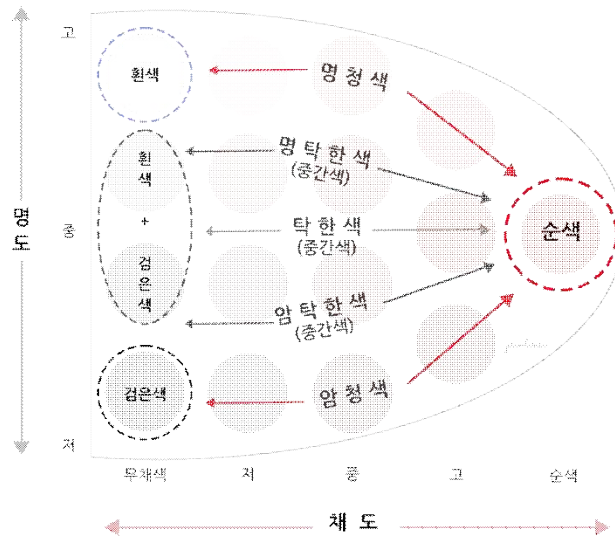 고
흰색
명청색
명탁한색
(중간색)
흰
색
+
검
은
색
명도
중
탁한색
(중간색)
순색
암탁한색
(중간색)
검은색
암청색
저
무채색
저
중
고
순색
채도